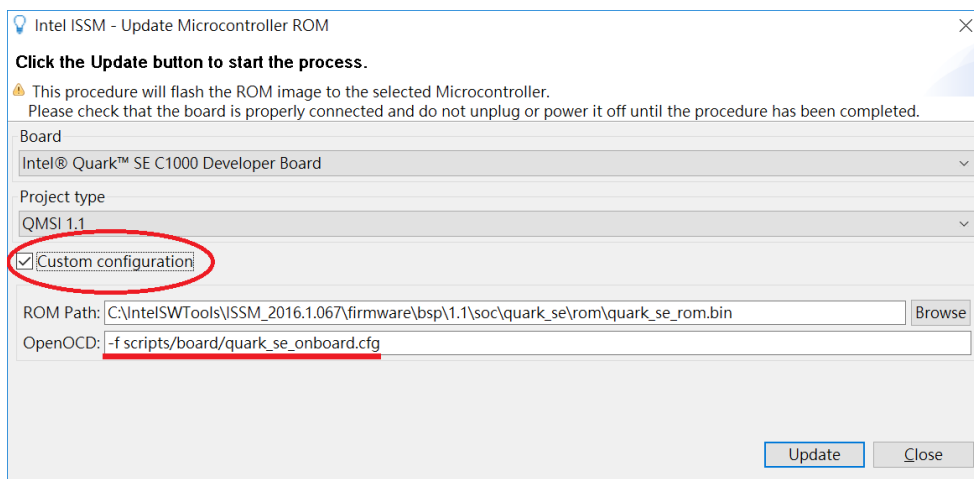 Intel ISSM - Update Microcontroller ROM
Click the Update button to start the process.
This procedure will flash the ROM image to the selected Microcontroller.
Please check that the board is properly connected and do not unplug or power it off until the procedure has been completed.
Board
Intel® Quark™ SE C1000 Developer Board
Project type
QMSI 1.1
Custom configuration
ROM Path: C:\IntelSWTools\ISSM_2016.1.067\firmware\bsp\1.1\soc\quark_se\rom\quark_se_rom.bin Browse
OpenOCD: -f scripts/board/quark_se_onboard.cfg
Update Close